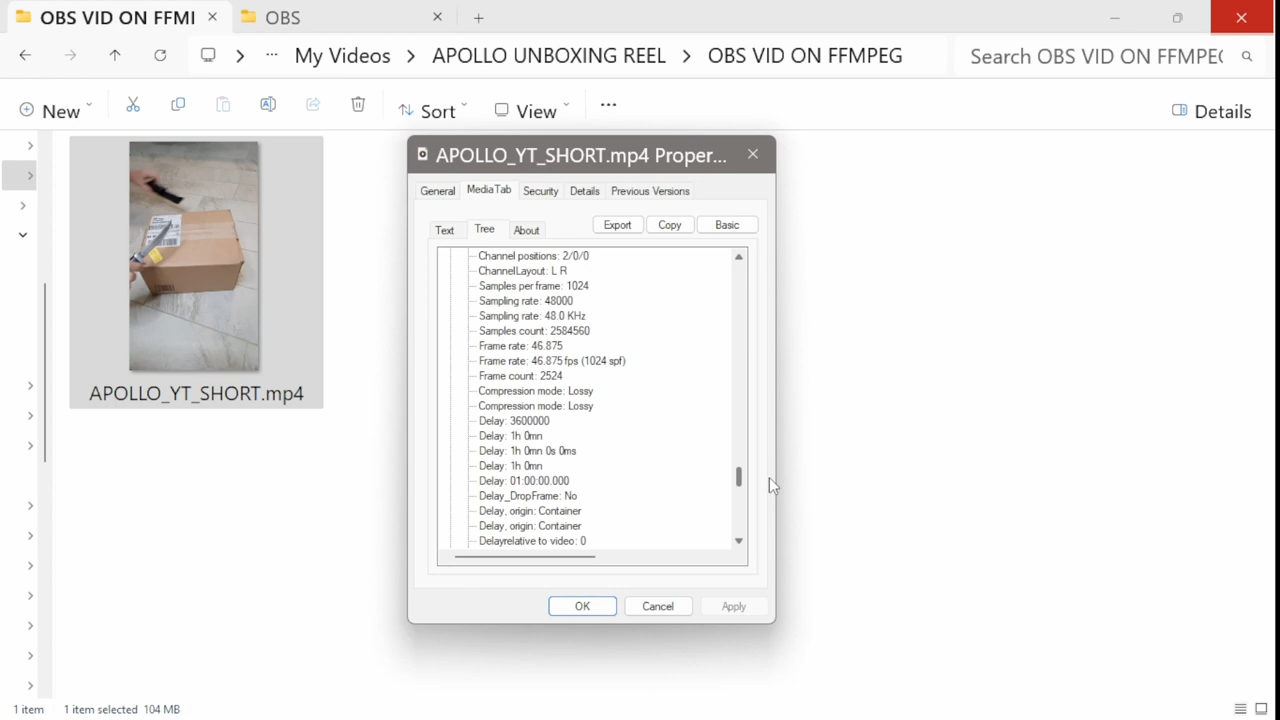 OBS VID ON FFMI
OBS
My Videos
APOLLO UNBOXING REEL
OBS VID ON FFMPEG
Search OBS VID ON FFMPEG
New
Sort
View
Details
APOLLO_YT_SHORT.mp4
APOLLO_YT_SHORT.mp4 Proper...
General
MediaTab
Security
Details
Previous Versions
Text
Tree
About
Export
Copy
Basic
Channel positions: 2/0/0
ChannelLayout: L R
Samples per frame: 1024
Sampling rate: 48000
Sampling rate: 48.0 KHz
Samples count: 2584560
Frame rate: 46.875
Frame rate: 46.875 fps (1024 spf)
Frame count: 2524
Compression mode: Lossy
Compression mode: Lossy
Delay: 3600000
Delay: 1h 0mn
Delay: 1h 0mn 0s 0ms
Delay: 1h 0mn
Delay: 01:00:00.000
Delay_DropFrame: No
Delay, origin: Container
Delay, origin: Container
Delayrelative to video: 0
OK
Cancel
Apply
1 item
1 item selected 104 MB